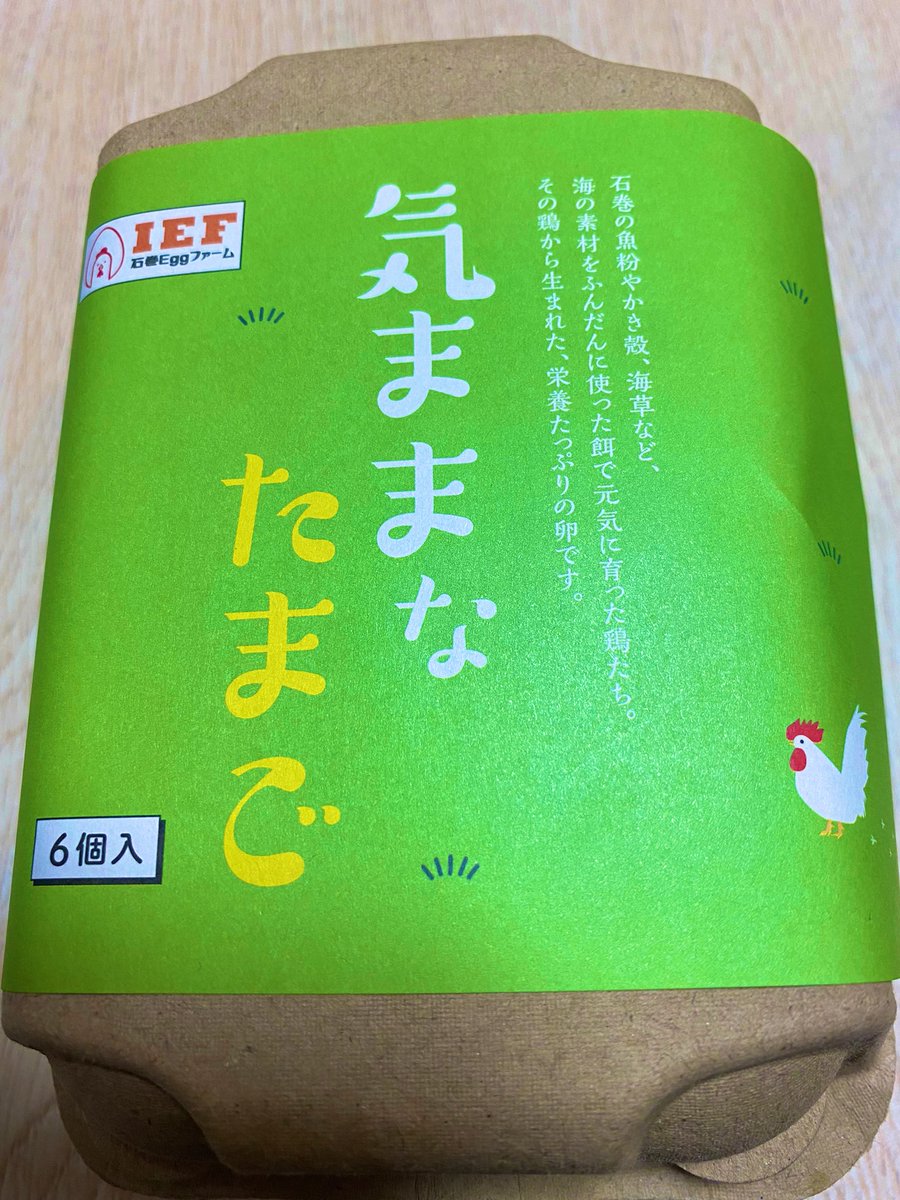 石巻の魚粉やかき殻、海草など、
海の素材をふんだんに使った餌で元気に育った鶏たち。
その鶏から生まれた、栄養たっぷりの卵です。
気ままな
たまご
IEF
石巻Eggファーム
6個入